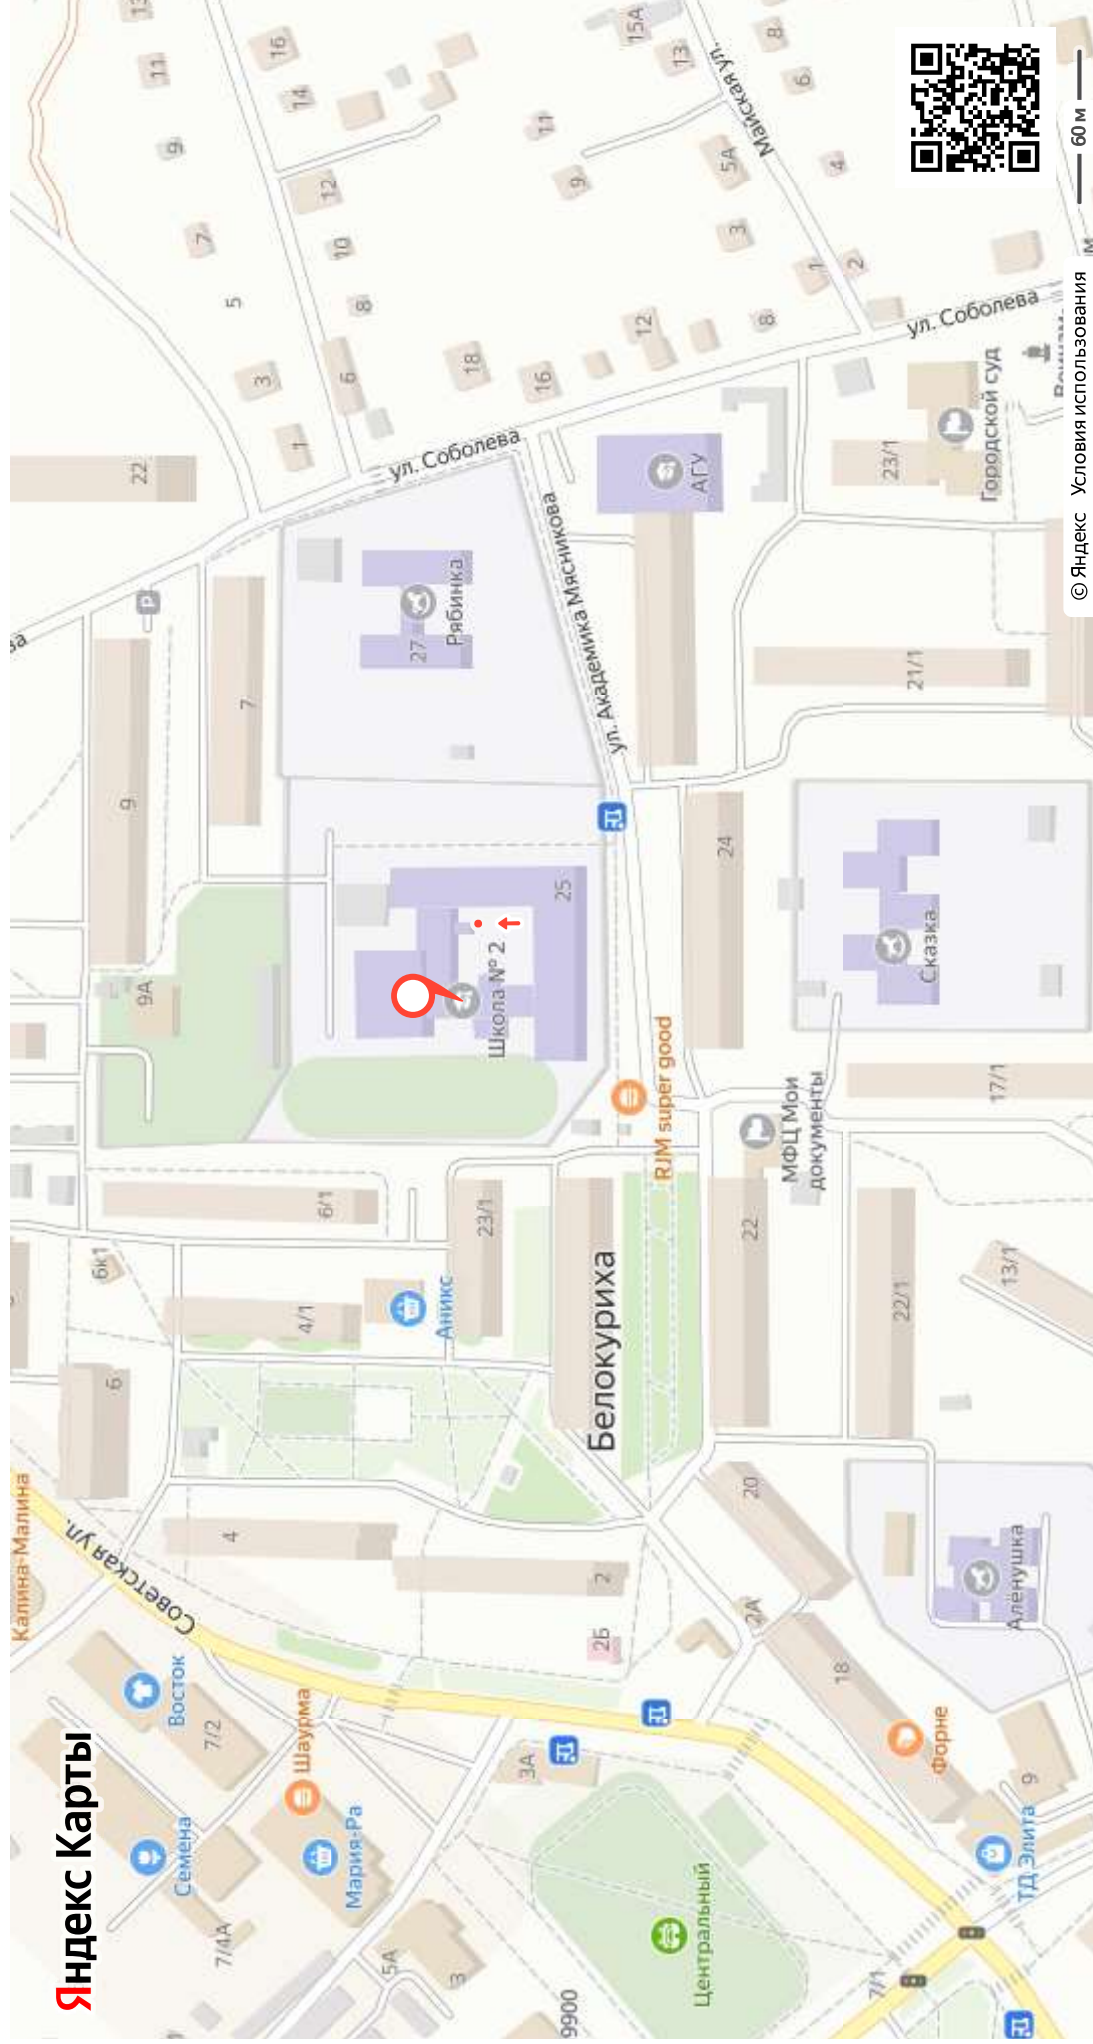 Яндекс Карты
Калина-Малина
Советская ул.
Восток
7/2
Семена
7/4А
Шаурма
Мария-Ра
5А
3
9900
3А
Центральный
7/1
ТД Элита
9
Форне
18
2А
20
2Б
2
4
6
6к1
4/1
6/1
Аникс
23/1
Белокуриха
22
22/1
13/1
Алёнушка
МФЦ Мои
документы
17/1
RJM super good
Школа № 2
25
9А
9
7
24
Сказка
21/1
27
Рябинка
ул. Академика Мясникова
АГУ
23/1
Городской суд
ул. Соболева
ул. Соболева
22
1
3
5
7
9
11
13
6
8
10
12
14
16
18
16
12
8
9
11
1
2
3
4
5А
6
8
13
15А
Майская ул.
60 м
© Яндекс Условия использования